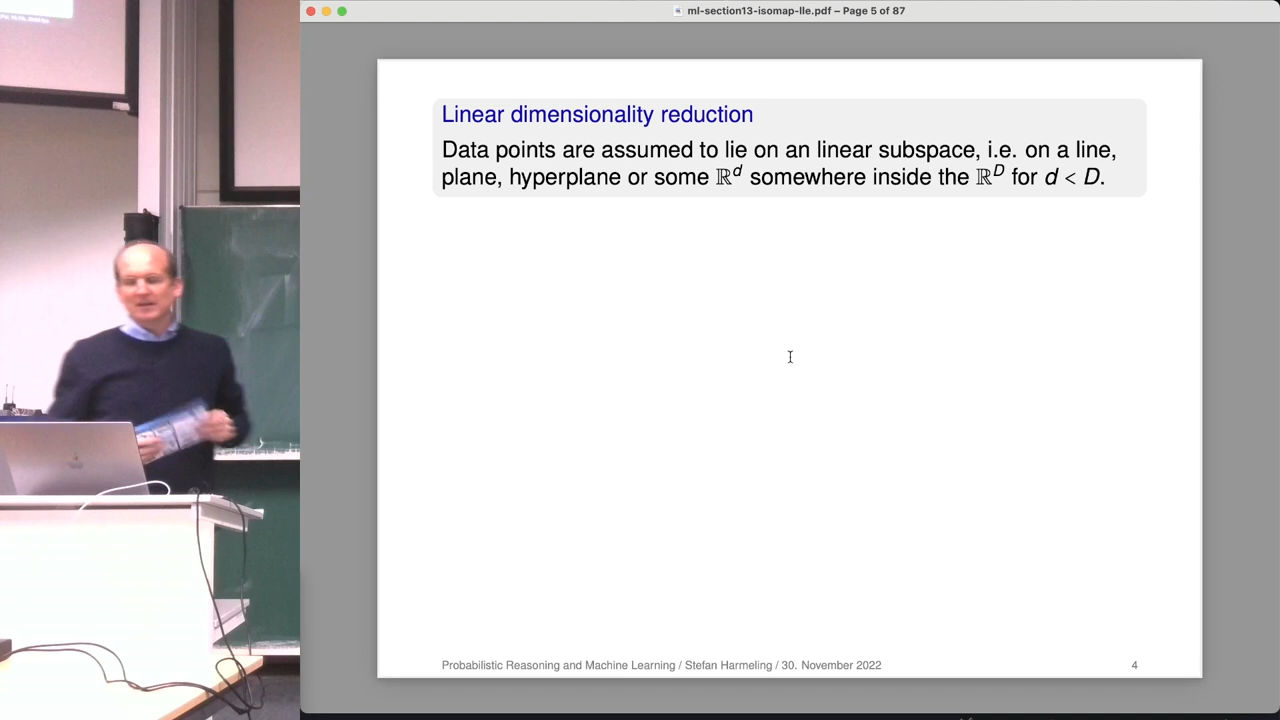 ml-section13-isomap-lle.pdf – Page 5 of 87
Linear dimensionality reduction
Data points are assumed to lie on an linear subspace, i.e. on a line,
plane, hyperplane or some ℝᵈ somewhere inside the ℝᴰ for d < D.
Probabilistic Reasoning and Machine Learning / Stefan Harmeling / 30. November 2022
4